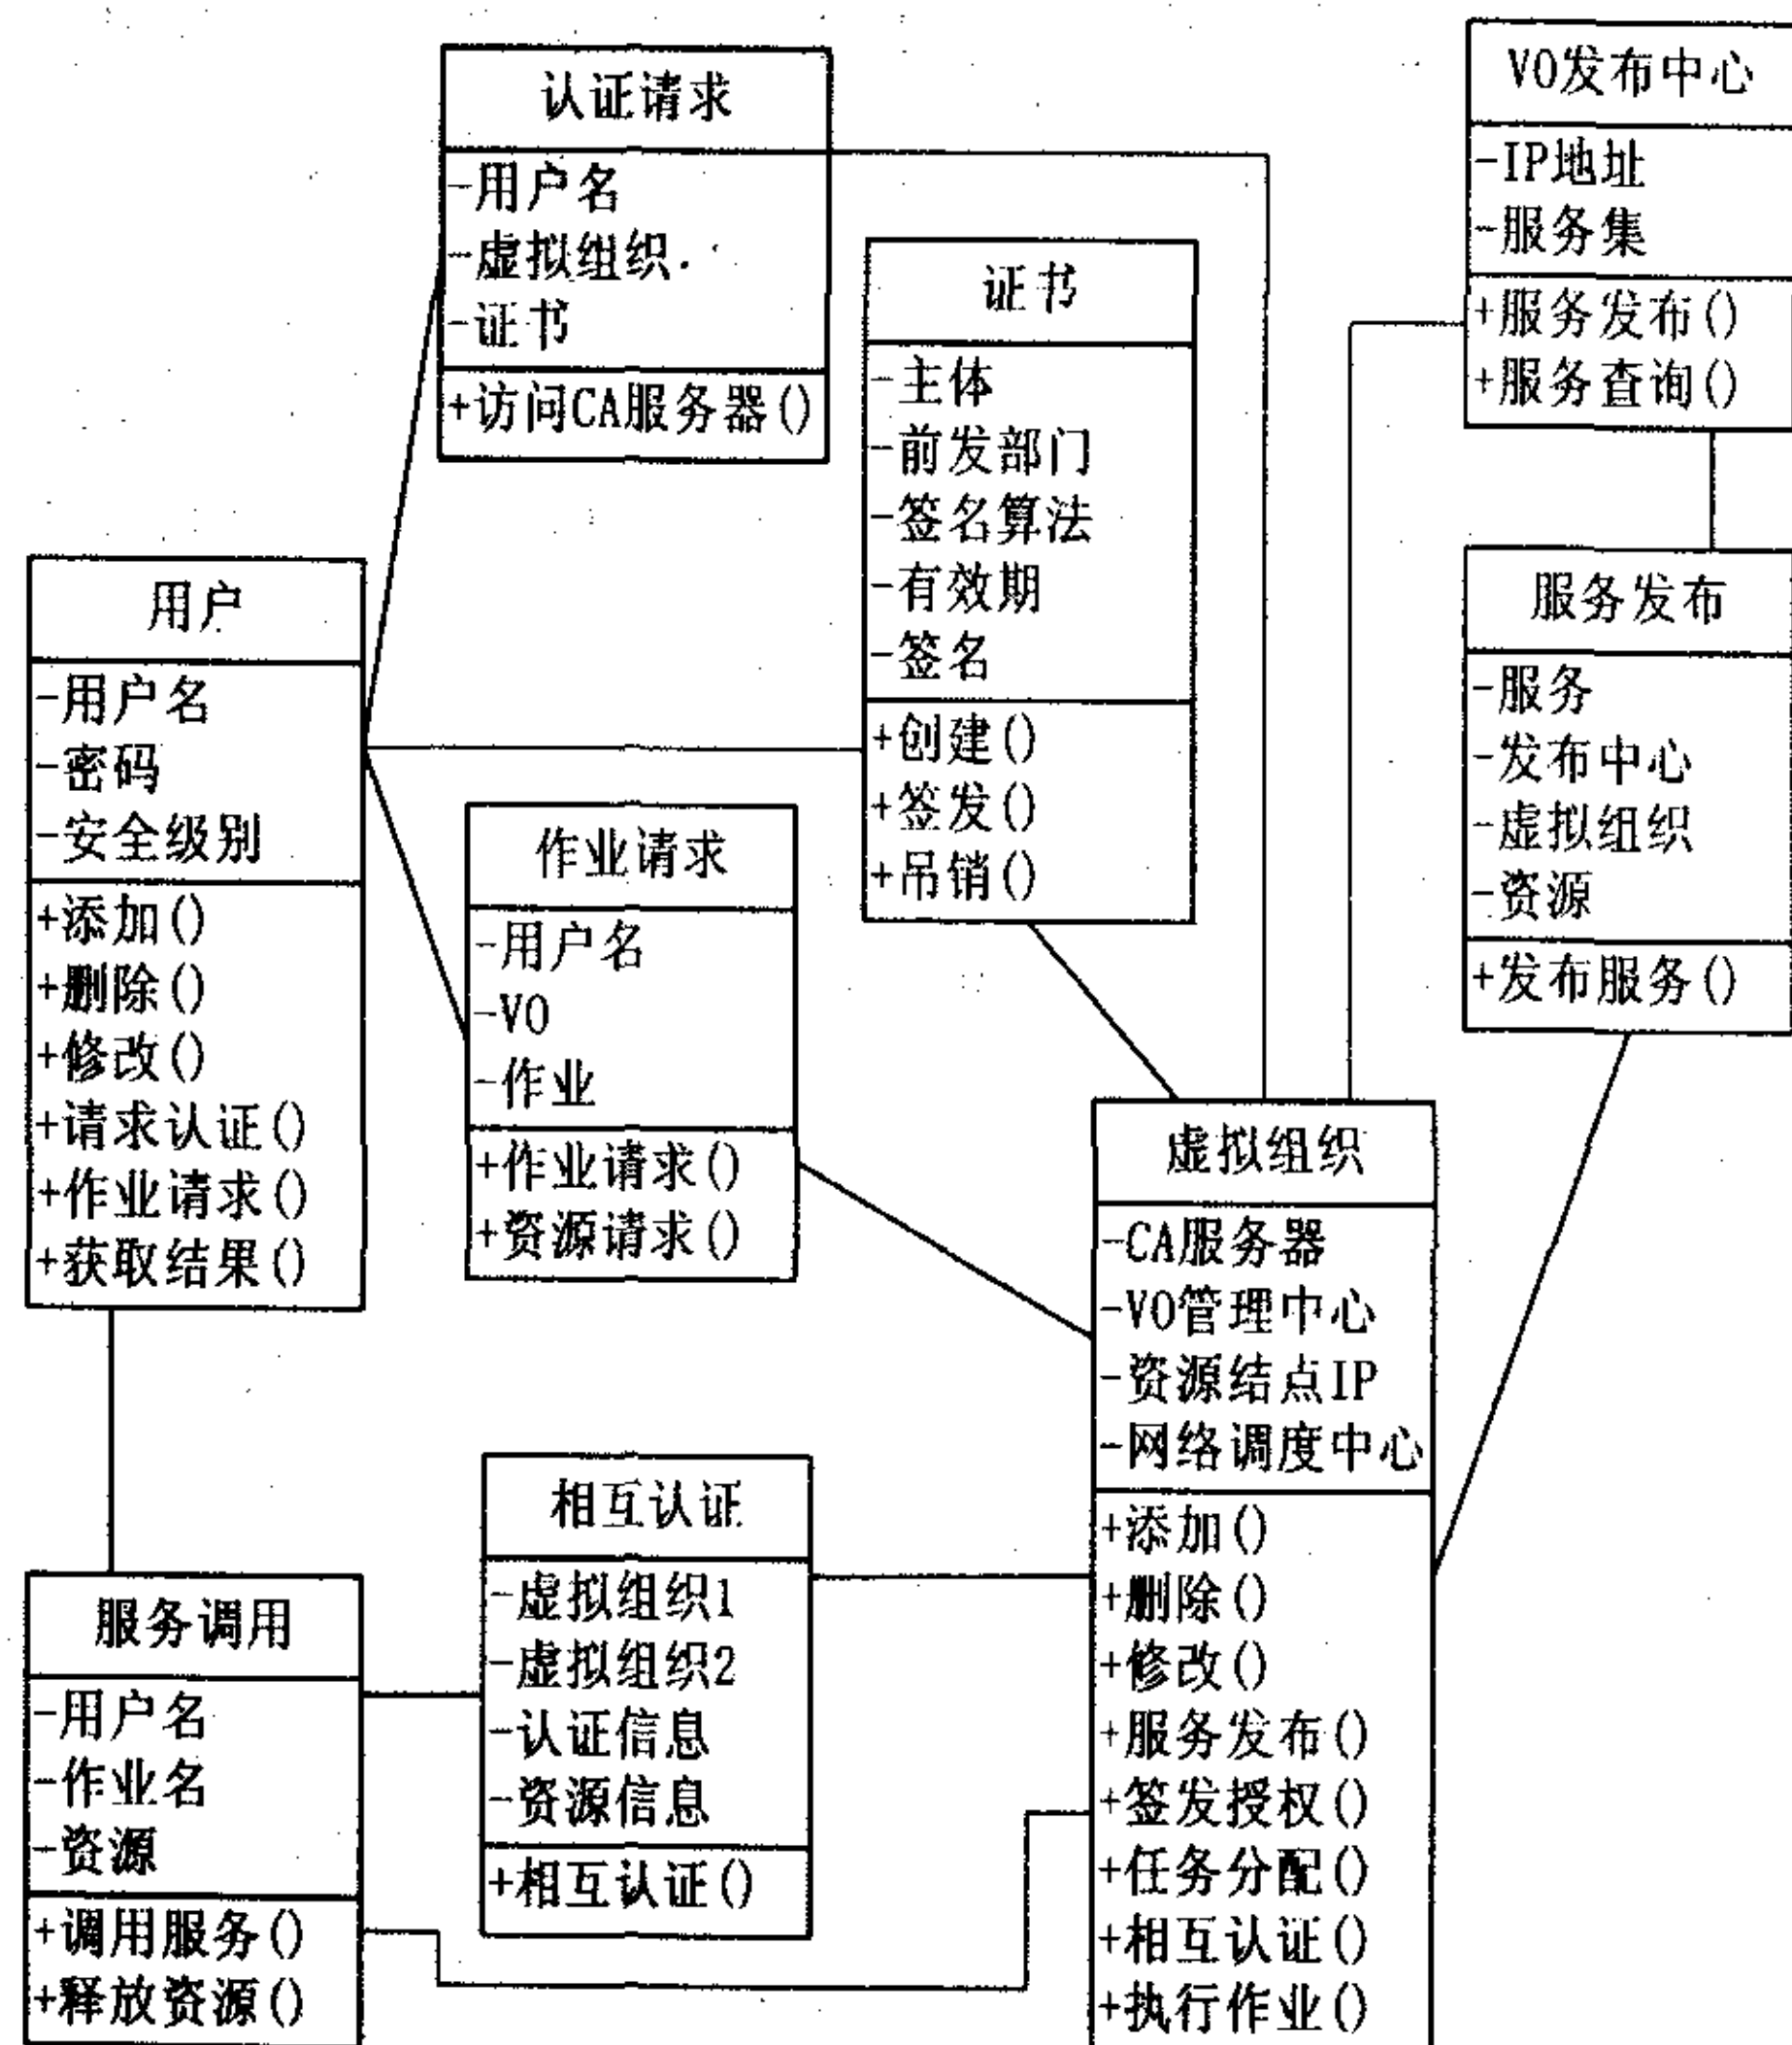 认证请求
-用户名
-虚拟组织
-证书
+访问CA服务器()
VO发布中心
-IP地址
-服务集
+服务发布()
+服务查询()
证书
-主体
-前发部门
-签名算法
-有效期
-签名
+创建()
+签发()
+吊销()
用户
-用户名
-密码
-安全级别
+添加()
+删除()
+修改()
+请求认证()
+作业请求()
+获取结果()
服务发布
-服务
-发布中心
-虚拟组织
-资源
+发布服务()
作业请求
-用户名
-VO
-作业
+作业请求()
+资源请求()
虚拟组织
-CA服务器
-VO管理中心
-资源结点IP
-网络调度中心
+添加()
+删除()
+修改()
+服务发布()
+签发授权()
+任务分配()
+相互认证()
+执行作业()
相互认证
-虚拟组织1
-虚拟组织2
-认证信息
-资源信息
+相互认证()
服务调用
-用户名
-作业名
-资源
+调用服务()
+释放资源()